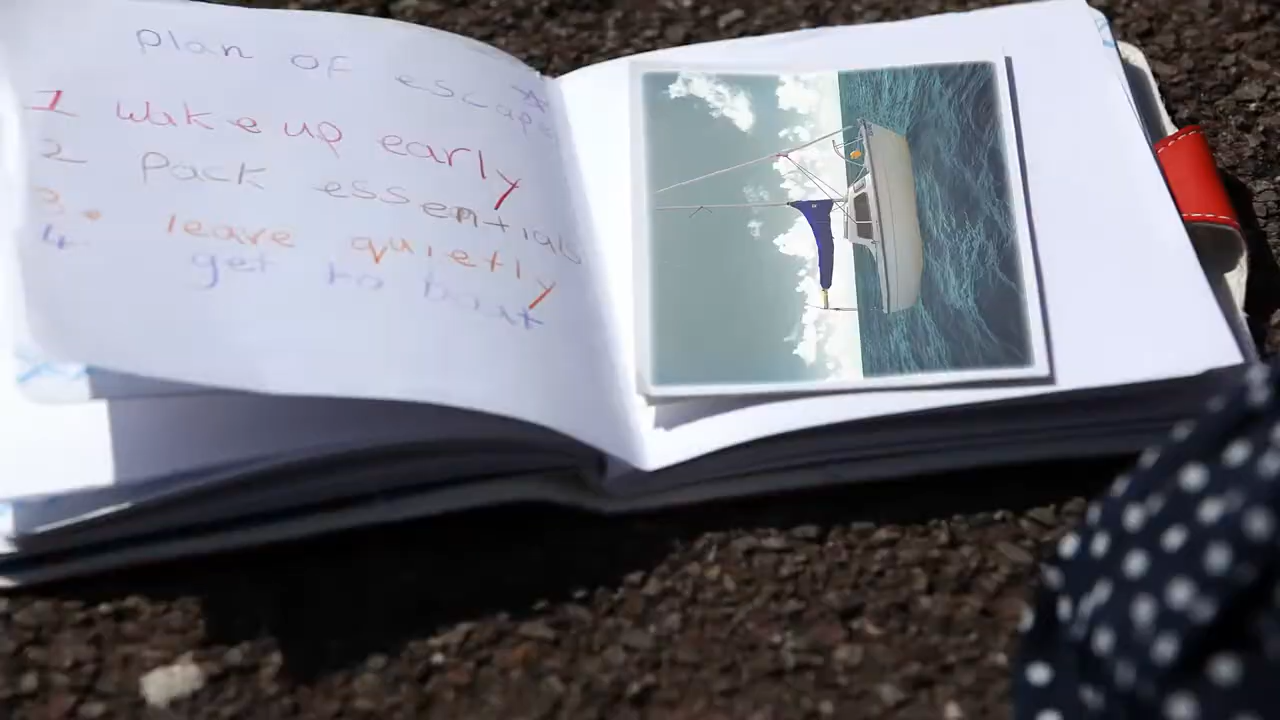 plan of escape
1 wake up early
2 Pack essentials
3. leave quietly
4 get to boat